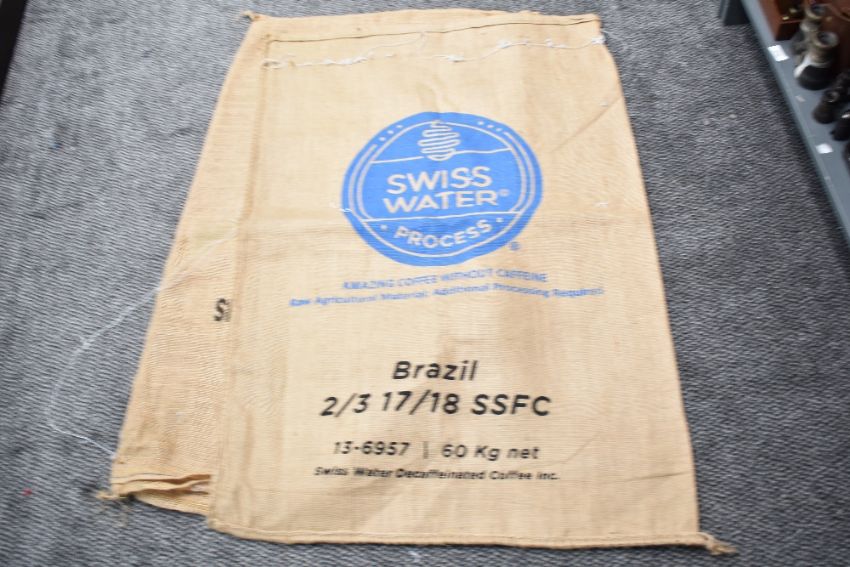 SWISS
WATER©
PROCESS
®
AMAZING COFFEE WITHOUT CAFFEINE
Raw Agricultural Material: Additional Processing Required
Brazil
2/3 17/18 SSFC
13-6957 | 60 Kg net
Swiss Water Decaffeinated Coffee Inc.
S